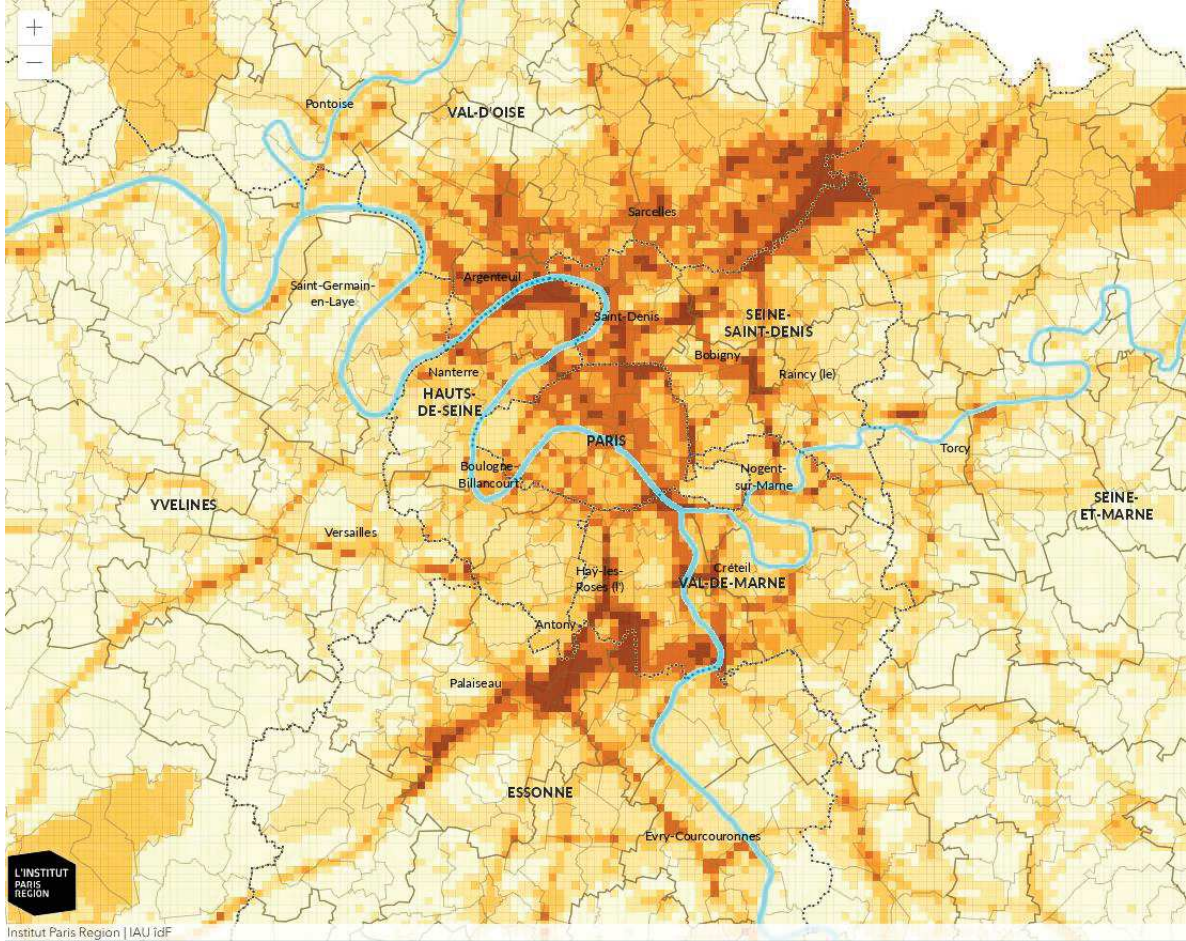 +
−
Pontoise
VAL-D'OISE
Sarcelles
Argenteuil
Saint-Germain-
en-Laye
Saint-Denis
SEINE-
SAINT-DENIS
Bobigny
Nanterre
Raincy (le)
HAUTS-
DE-SEINE
PARIS
Torcy
Boulogne-
Billancourt
Nogent-
sur-Marne
YVELINES
SEINE-
ET-MARNE
Versailles
Haÿ-les-
Roses (l')
Créteil
VAL-DE-MARNE
Antony
Palaiseau
ESSONNE
Evry-Courcouronnes
L'INSTITUT
PARIS
REGION
Institut Paris Region | IAU îdF